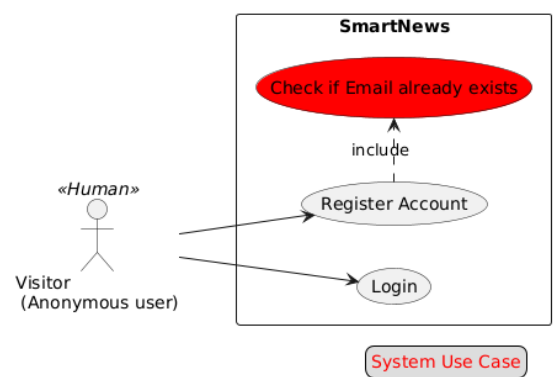 SmartNews
Check if Email already exists
include
«Human»
Register Account
Visitor
(Anonymous user)
Login
System Use Case